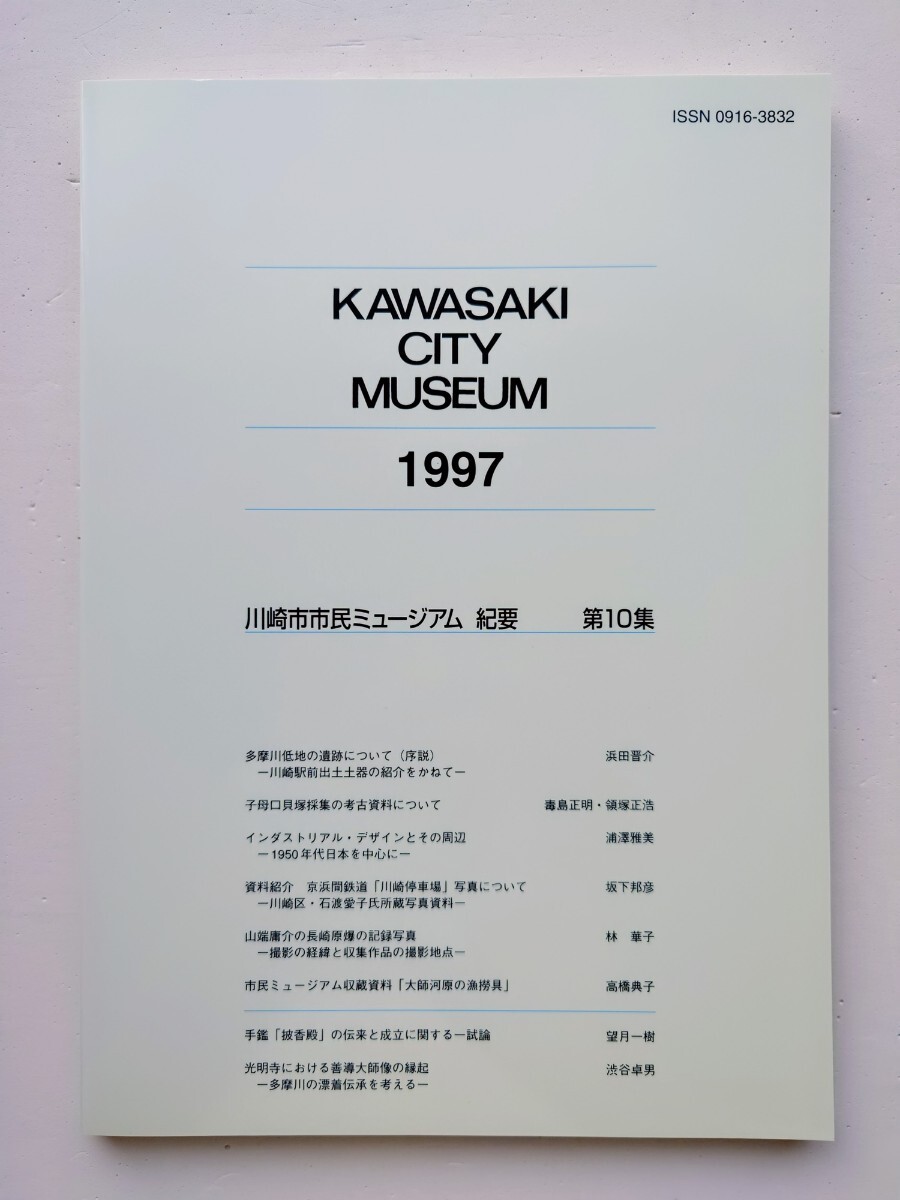 ISSN 0916-3832
KAWASAKI
CITY
MUSEUM
1997
川崎市市民ミュージアム 紀要 第10集
多摩川低地の遺跡について（序説） 浜田晋介
―川崎駅前出土土器の紹介をかねて―
子母口貝塚採集の考古資料について 毒島正明・領塚正浩
インダストリアル・デザインとその周辺 浦澤雅美
―1950年代日本を中心に―
資料紹介 京浜間鉄道「川崎停車場」写真について 坂下邦彦
―川崎区・石渡愛子氏所蔵写真資料―
山端庸介の長崎原爆の記録写真 林 華子
―撮影の経緯と収集作品の撮影地点―
市民ミュージアム収蔵資料「大師河原の漁撈具」 高橋典子
手鑑「披香殿」の伝来と成立に関する一試論 望月一樹
光明寺における善導大師像の縁起 渋谷卓男
―多摩川の漂着伝承を考える―